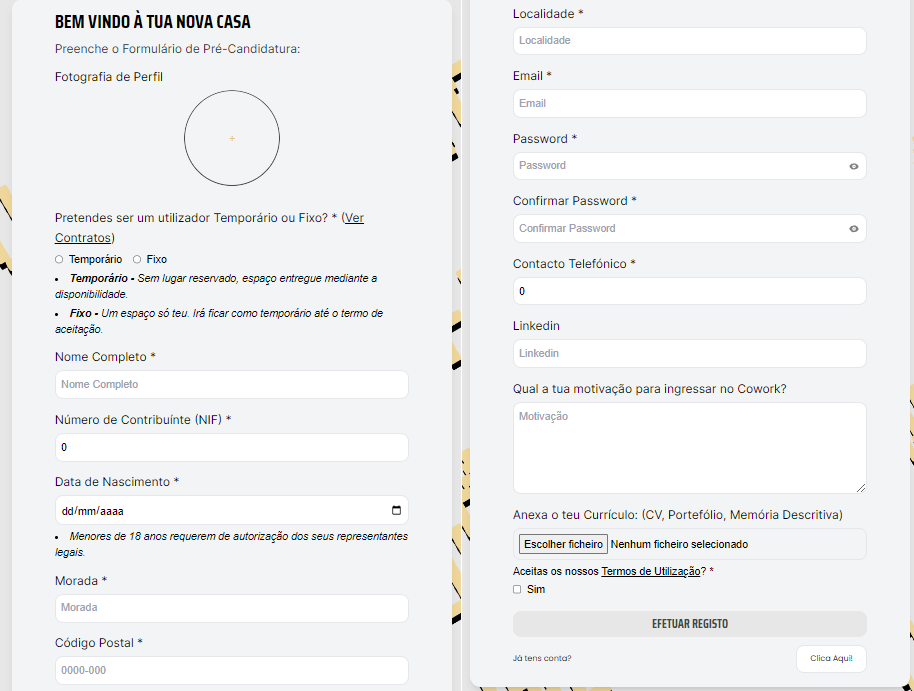 BEM VINDO À TUA NOVA CASA
Preenche o Formulário de Pré-Candidatura:
Fotografia de Perfil
+
Pretendes ser um utilizador Temporário ou Fixo? * (Ver
Contratos)
Temporário Fixo
• Temporário - Sem lugar reservado, espaço entregue mediante a
disponibilidade.
• Fixo - Um espaço só teu. Irá ficar como temporário até o termo de
aceitação.
Nome Completo *
Nome Completo
Número de Contribuínte (NIF) *
0
Data de Nascimento *
dd/mm/aaaa
• Menores de 18 anos requerem de autorização dos seus representantes
legais.
Morada *
Morada
Código Postal *
0000-000
Localidade *
Localidade
Email *
Email
Password *
Password
Confirmar Password *
Confirmar Password
Contacto Telefónico *
0
Linkedin
Linkedin
Qual a tua motivação para ingressar no Cowork?
Motivação
Anexa o teu Currículo: (CV, Portefólio, Memória Descritiva)
Escolher ficheiro Nenhum ficheiro selecionado
Aceitas os nossos Termos de Utilização? *
Sim
EFETUAR REGISTO
Já tens conta? Clica Aqui!